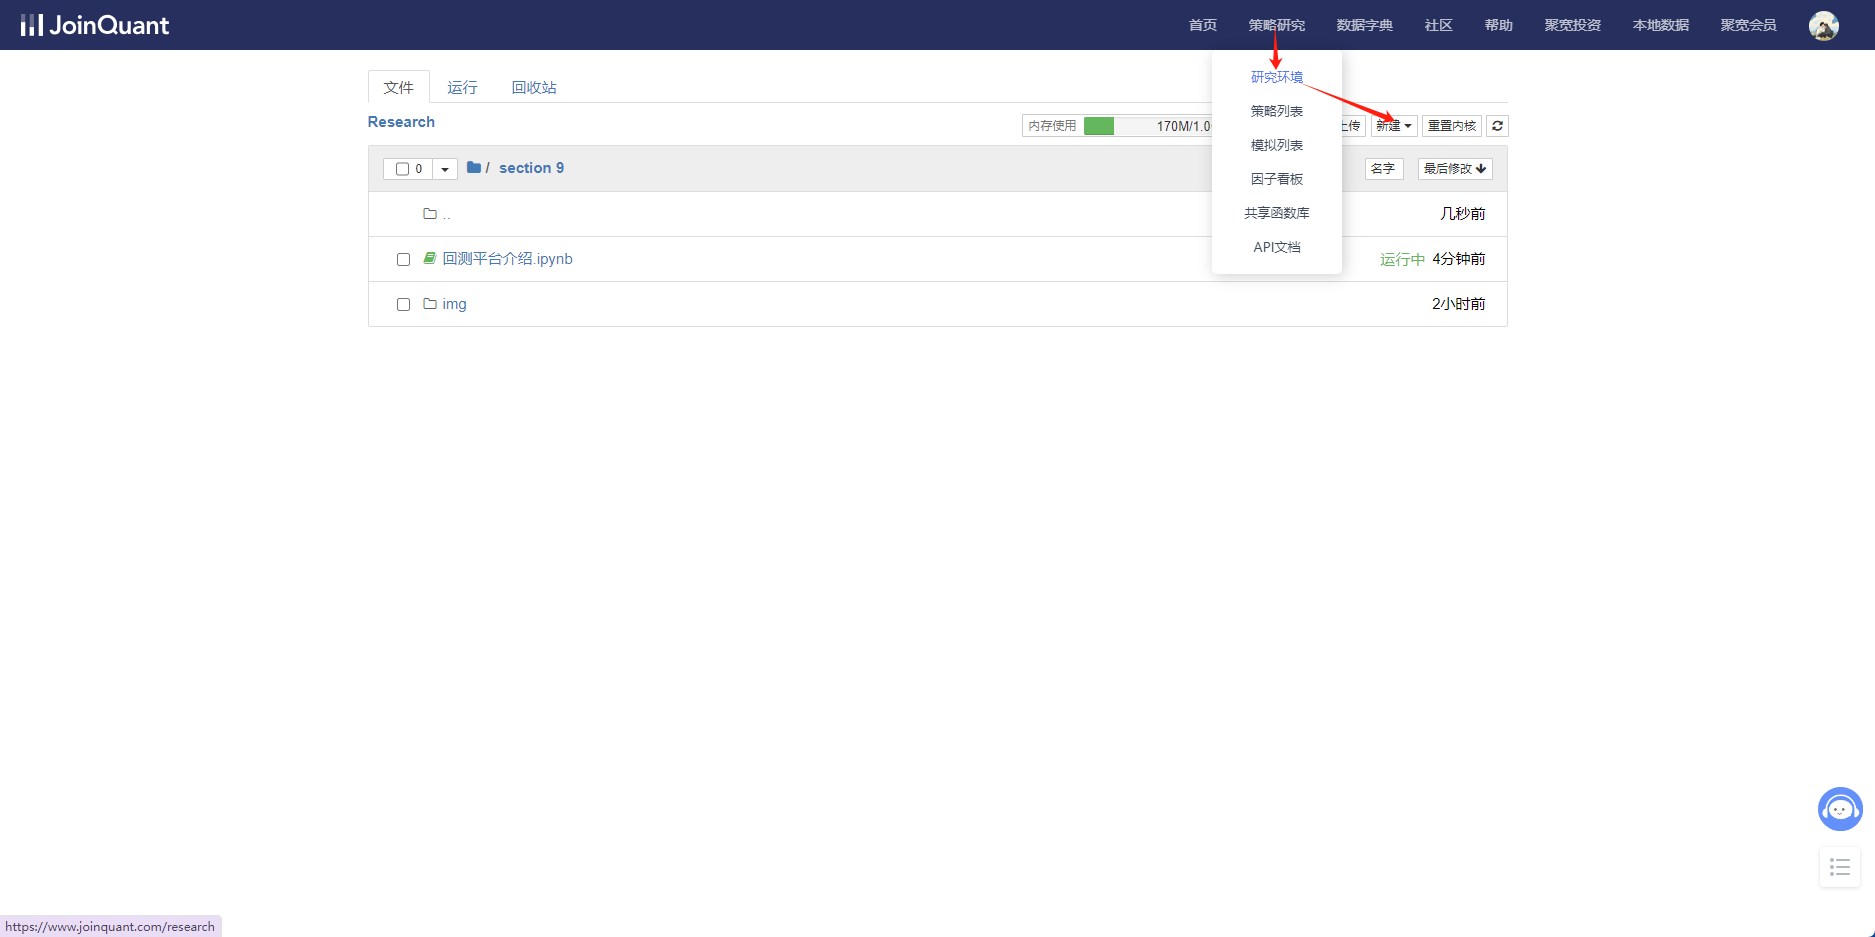 JoinQuant
首页 策略研究 数据字典 社区 帮助 聚宽投资 本地数据 聚宽会员
文件 运行 回收站
研究环境
策略列表
模拟列表
因子看板
共享函数库
API文档
Research
内存使用 170M/1.0 上传 新建 重置内核
0 / section 9 名字 最后修改
.. 几秒前
回测平台介绍.ipynb 运行中 4分钟前
img 2小时前
https://www.joinquant.com/research